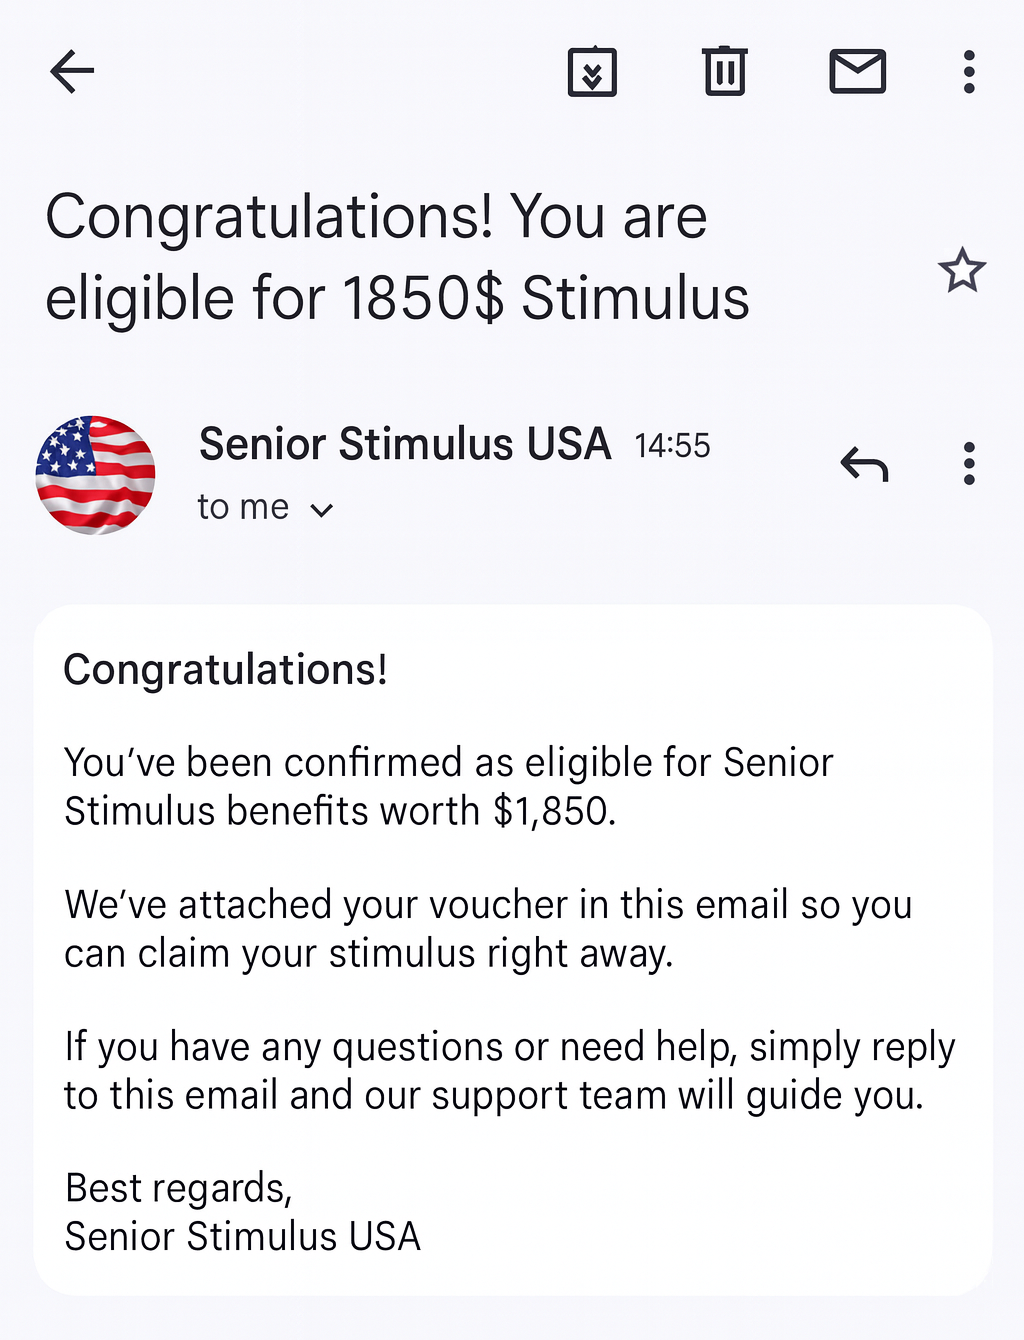 Congratulations! You are
eligible for 1850$ Stimulus
Senior Stimulus USA 14:55
to me
Congratulations!
You’ve been confirmed as eligible for Senior
Stimulus benefits worth $1,850.
We’ve attached your voucher in this email so you
can claim your stimulus right away.
If you have any questions or need help, simply reply
to this email and our support team will guide you.
Best regards,
Senior Stimulus USA